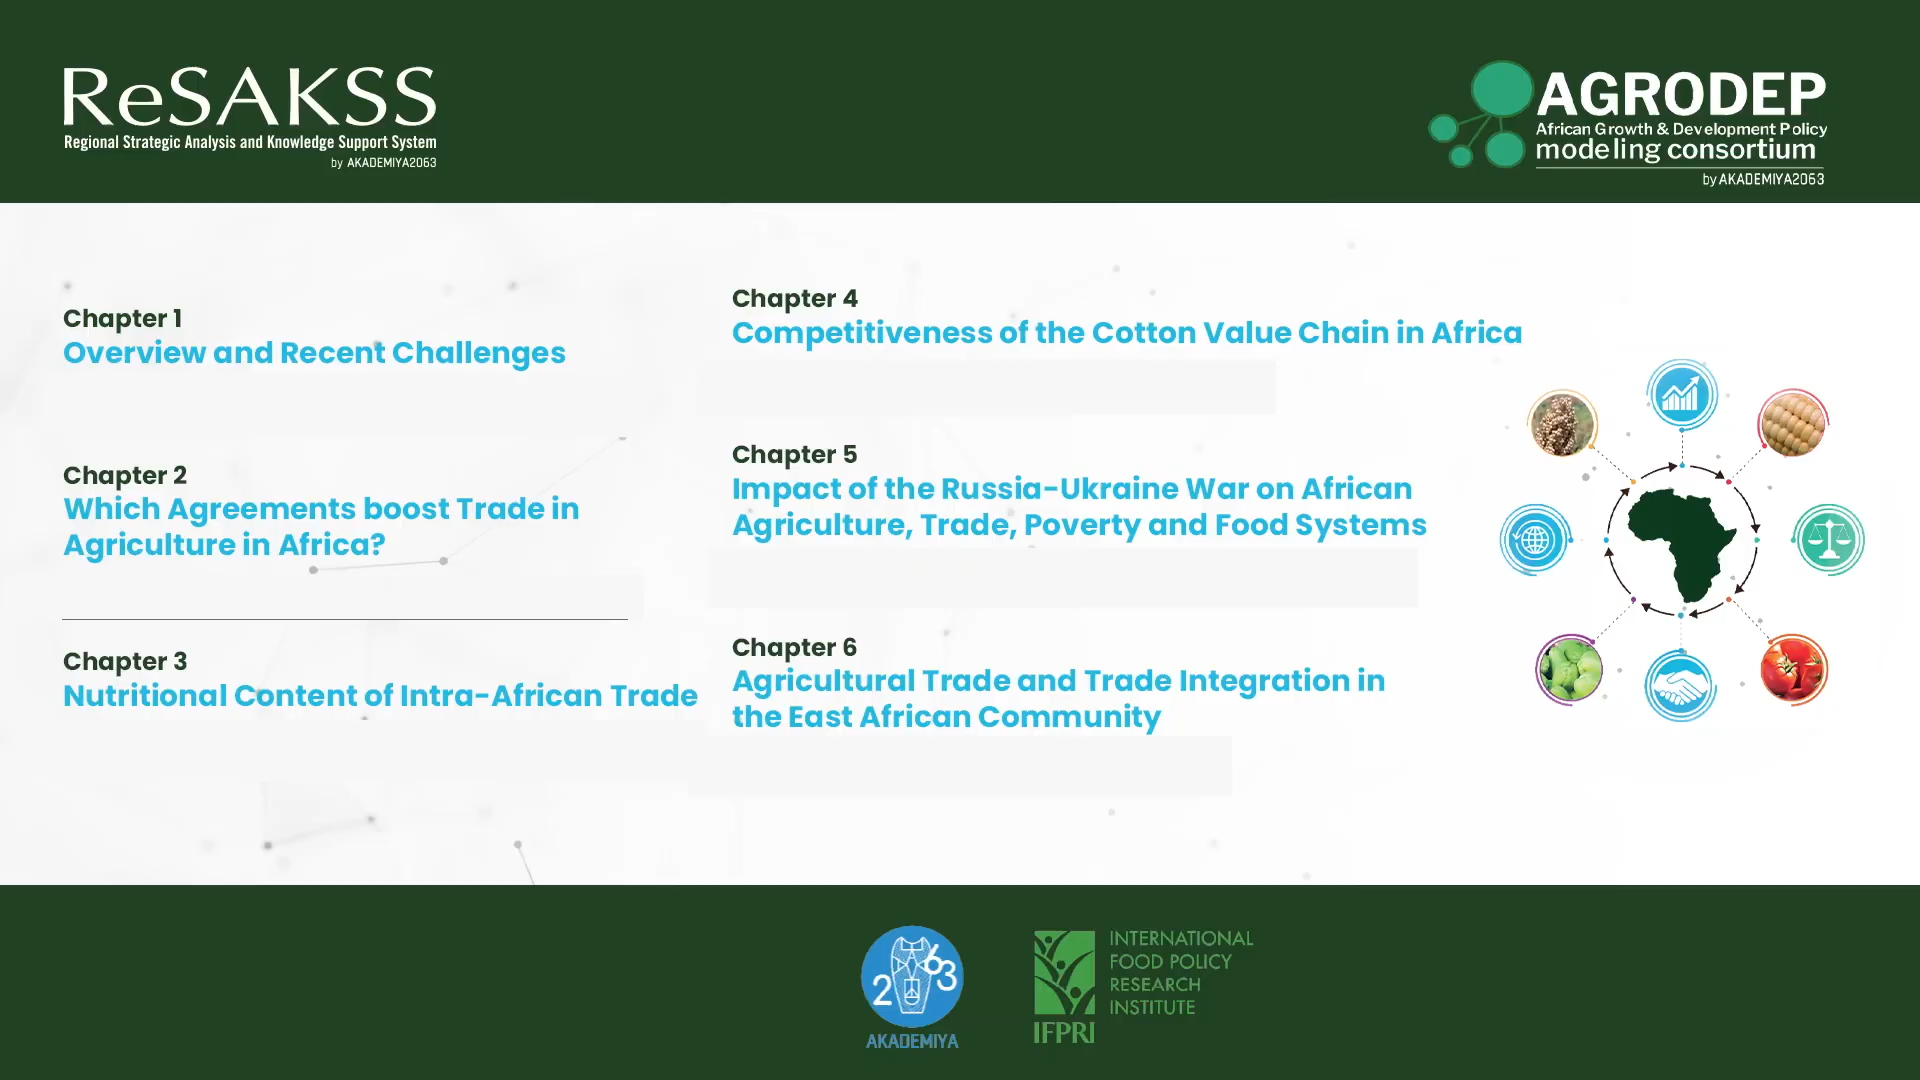 ReSAKSS
Regional Strategic Analysis and Knowledge Support System
by AKADEMIYA2063
AGRODEP
African Growth & Development Policy
modeling consortium
by AKADEMIYA2063
Chapter 1
Overview and Recent Challenges
Chapter 2
Which Agreements boost Trade in
Agriculture in Africa?
Chapter 3
Nutritional Content of Intra-African Trade
Chapter 4
Competitiveness of the Cotton Value Chain in Africa
Chapter 5
Impact of the Russia-Ukraine War on African
Agriculture, Trade, Poverty and Food Systems
Chapter 6
Agricultural Trade and Trade Integration in
the East African Community
2063
AKADEMIYA
IFPRI
INTERNATIONAL
FOOD POLICY
RESEARCH
INSTITUTE